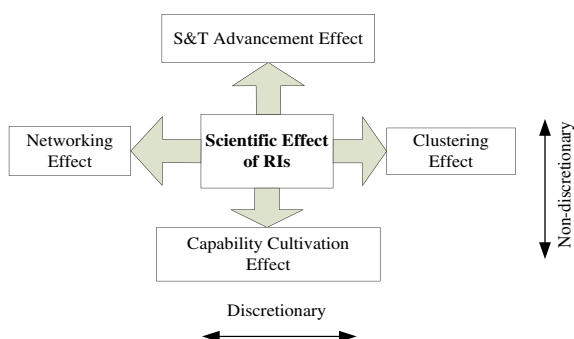 S&T Advancement Effect
Networking
Effect
Scientific Effect
of RIs
Clustering
Effect
Non-discretionary
Capability Cultivation
Effect
Discretionary